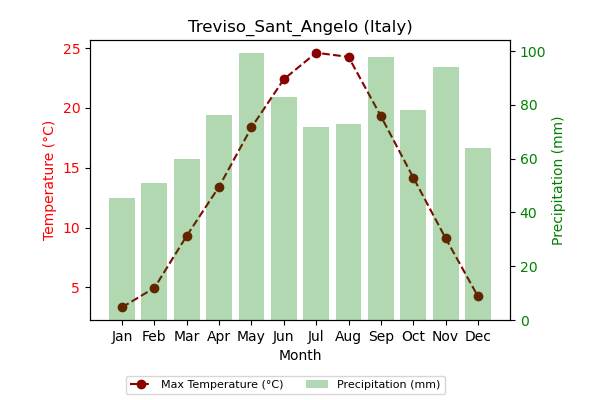 Treviso_Sant_Angelo (Italy)
25
20
15
10
5
Temperature (°C)
100
80
60
40
20
0
Precipitation (mm)
Jan Feb Mar Apr May Jun Jul Aug Sep Oct Nov Dec
Month
Max Temperature (°C) Precipitation (mm)